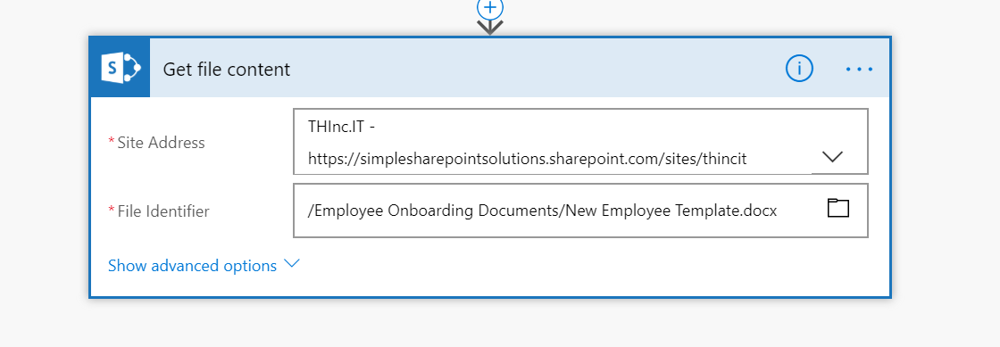 Get file content
* Site Address
THInc.IT -
https://simplesharepointsolutions.sharepoint.com/sites/thincit
* File Identifier
/Employee Onboarding Documents/New Employee Template.docx
Show advanced options